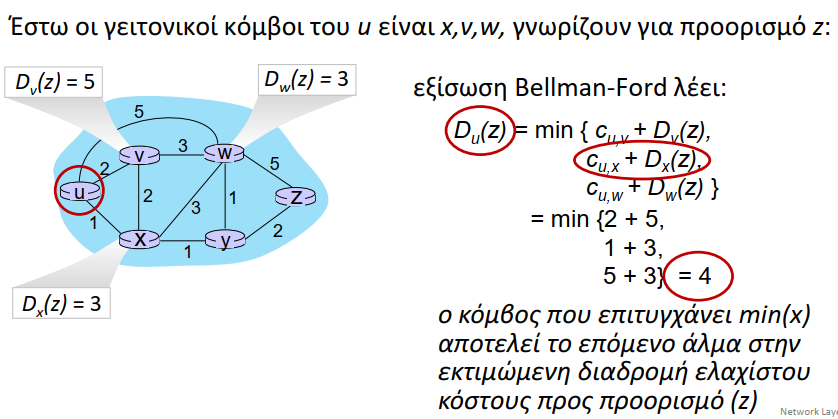 Έστω οι γειτονικοί κόμβοι του u είναι x,v,w, γνωρίζουν για προορισμό z:
Dv(z) = 5
Dw(z) = 3
εξίσωση Bellman-Ford λέει:
5
v
3
w
2
5
u
2
3
1
z
1
x
1
y
2
Dx(z) = 3
Du(z) = min { cu,v + Dv(z),
cu,x + Dx(z),
cu,w + Dw(z) }
= min {2 + 5,
1 + 3,
5 + 3} = 4
ο κόμβος που επιτυγχάνει min(x)
αποτελεί το επόμενο άλμα στην
εκτιμώμενη διαδρομή ελαχίστου
κόστους προς προορισμό (z)
Network Laye